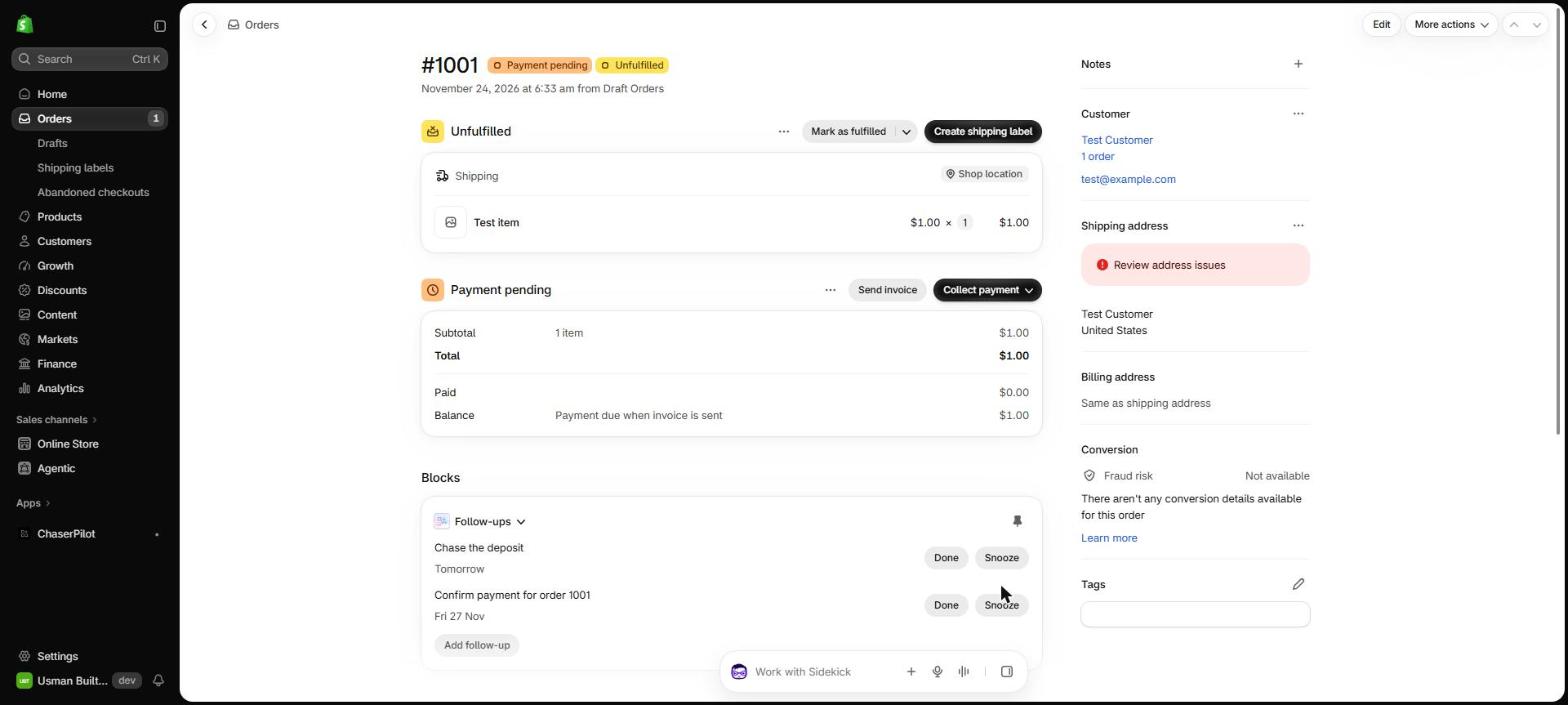 Search Ctrl K
Home
Orders 1
Drafts
Shipping labels
Abandoned checkouts
Products
Customers
Growth
Discounts
Content
Markets
Finance
Analytics
Sales channels
Online Store
Agentic
Apps
ChaserPilot
Settings
Usman Built... dev
Orders
Edit
More actions
#1001 Payment pending Unfulfilled
November 24, 2026 at 6:33 am from Draft Orders
Unfulfilled Mark as fulfilled Create shipping label
Shipping Shop location
Test item $1.00 × 1 $1.00
Payment pending Send invoice Collect payment
Subtotal 1 item $1.00
Total $1.00
Paid $0.00
Balance Payment due when invoice is sent $1.00
Blocks
Follow-ups
Chase the deposit
Tomorrow
Done Snooze
Confirm payment for order 1001
Fri 27 Nov
Done Snooze
Add follow-up
Work with Sidekick
Notes
Customer
Test Customer
1 order
test@example.com
Shipping address
Review address issues
Test Customer
United States
Billing address
Same as shipping address
Conversion
Fraud risk Not available
There aren't any conversion details available
for this order
Learn more
Tags